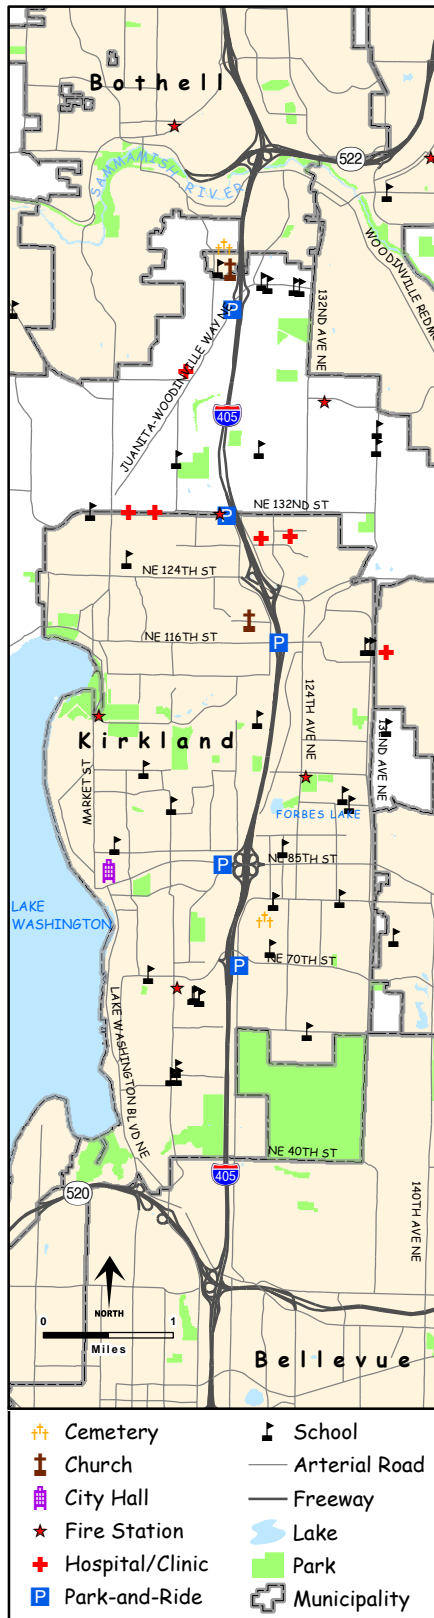 Bothell
522
SAMMAMISH RIVER
WOODINVILLE REDM
132ND AVE NE
JUANITA-WOODINVILLE WAY NE
P
405
NE 132ND ST
P
NE 124TH ST
NE 116TH ST
P
124TH AVE NE
Kirkland
132ND AVE NE
MARKET ST
FORBES LAKE
NE 85TH ST
P
LAKE
WASHINGTON
NE 70TH ST
P
LAKE WASHINGTON BLVD NE
NE 40TH ST
405
520
140TH AVE NE
NORTH
0 1
Miles
Bellevue
Cemetery
School
Church
Arterial Road
City Hall
Freeway
Fire Station
Lake
Hospital/Clinic
Park
P Park-and-Ride
Municipality